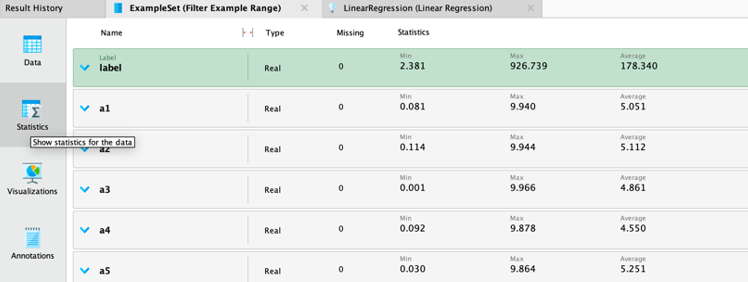 Result History
ExampleSet (Filter Example Range)
LinearRegression (Linear Regression)
Name
Type
Missing
Statistics
Data
Label
label
Real
0
Min
2.381
Max
926.739
Average
178.340
a1
Real
0
Min
0.081
Max
9.940
Average
5.051
Statistics
Show statistics for the data
a2
Real
0
Min
0.114
Max
9.944
Average
5.112
Visualizations
a3
Real
0
Min
0.001
Max
9.966
Average
4.861
a4
Real
0
Min
0.092
Max
9.878
Average
4.550
Annotations
a5
Real
0
Min
0.030
Max
9.864
Average
5.251